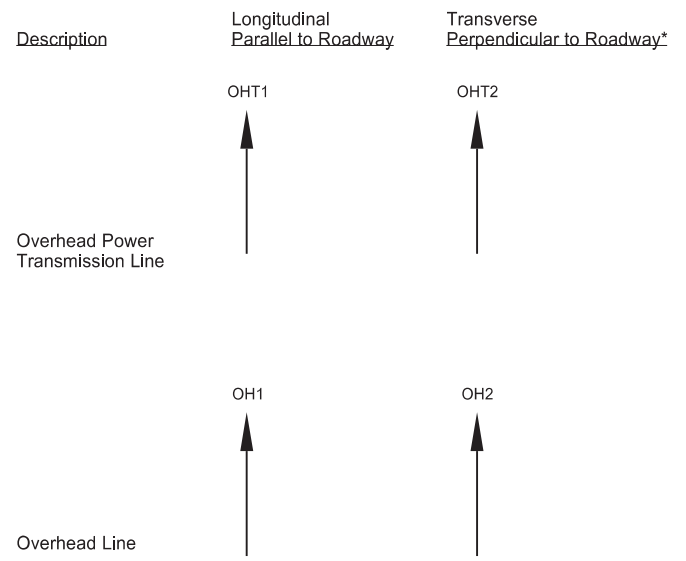 Description
Longitudinal
Parallel to Roadway
Transverse
Perpendicular to Roadway*
OHT1
OHT2
Overhead Power
Transmission Line
OH1
OH2
Overhead Line